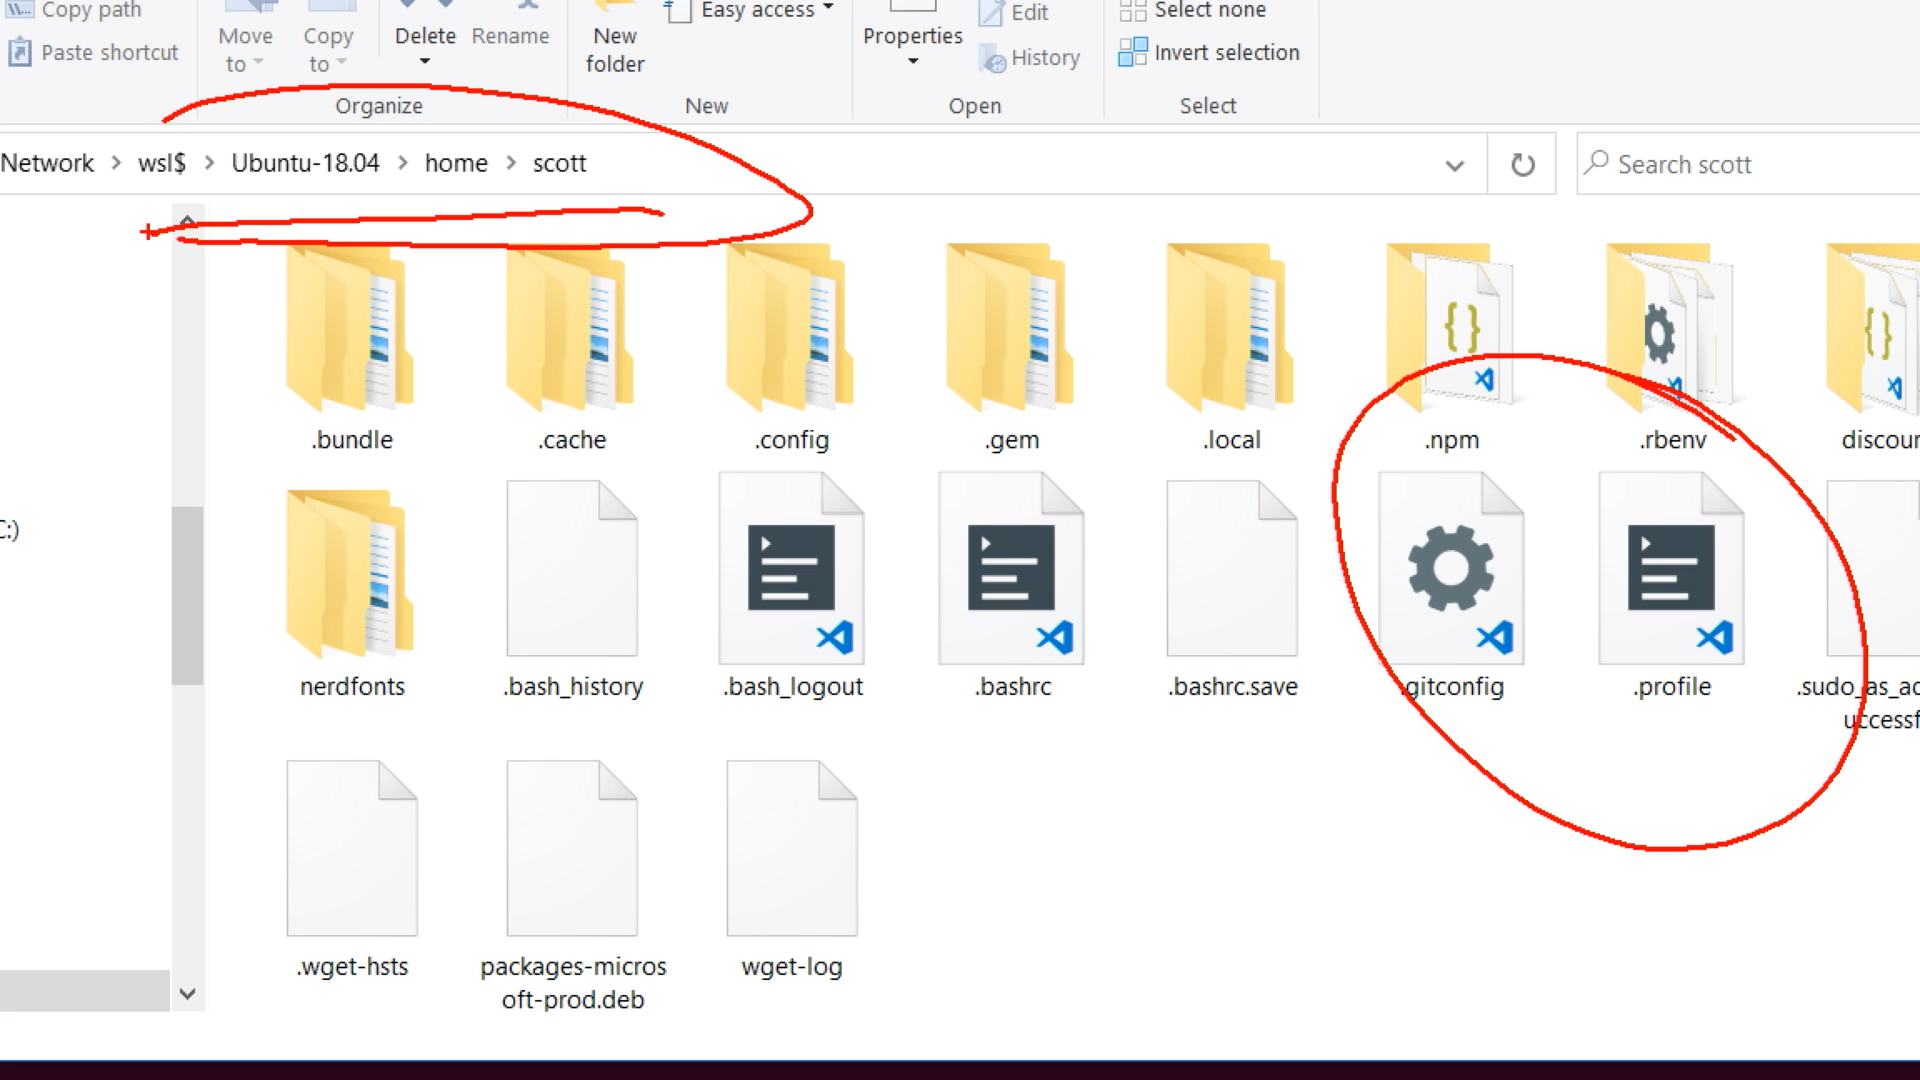 Copy path
Paste shortcut
Move to
Copy to
Delete
Rename
New folder
Easy access
Properties
Edit
History
Select none
Invert selection
Organize
New
Open
Select
Network > wsl$ > Ubuntu-18.04 > home > scott
Search scott
C:)
.bundle
.cache
.config
.gem
.local
.npm
.rbenv
discour
nerdfonts
.bash_history
.bash_logout
.bashrc
.bashrc.save
.gitconfig
.profile
.sudo_as_ad
uccessf
.wget-hsts
packages-micros
oft-prod.deb
wget-log